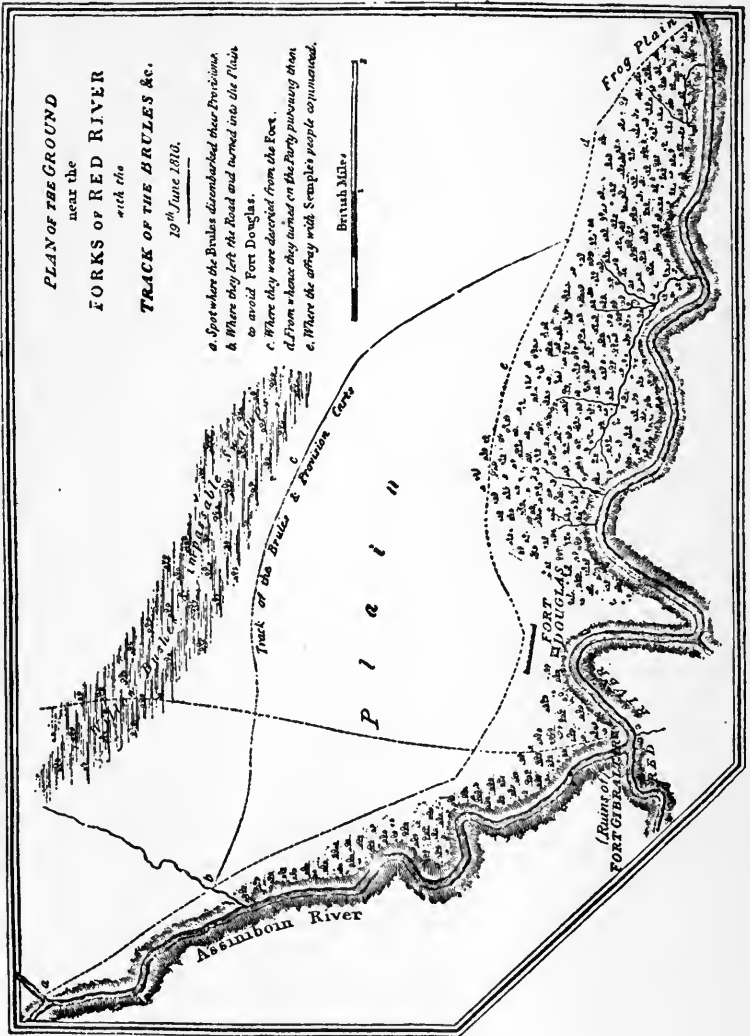 PLAN OF THE GROUND
near the
FORKS OF RED RIVER
with the
TRACK OF THE BRULES &c.
19th June 1816.
a. Spot where the Brules disembarked their Provisions.
b. Where they left the Road and turned into the Plain
to avoid Fort Douglas.
c. Where they were descried from the Fort.
d. From whence they turned on the Party pursuing them
e. Where the affray with Semple's people commenced.
British Miles
1
2
Frog Plain
d
e
c
Track of the Brules & Provision Carts
impassable
Plain
FORT
DOUGLAS
RED RIVER
Ruins of
FORT GIBRALTAR
b
Assiniboin River
a